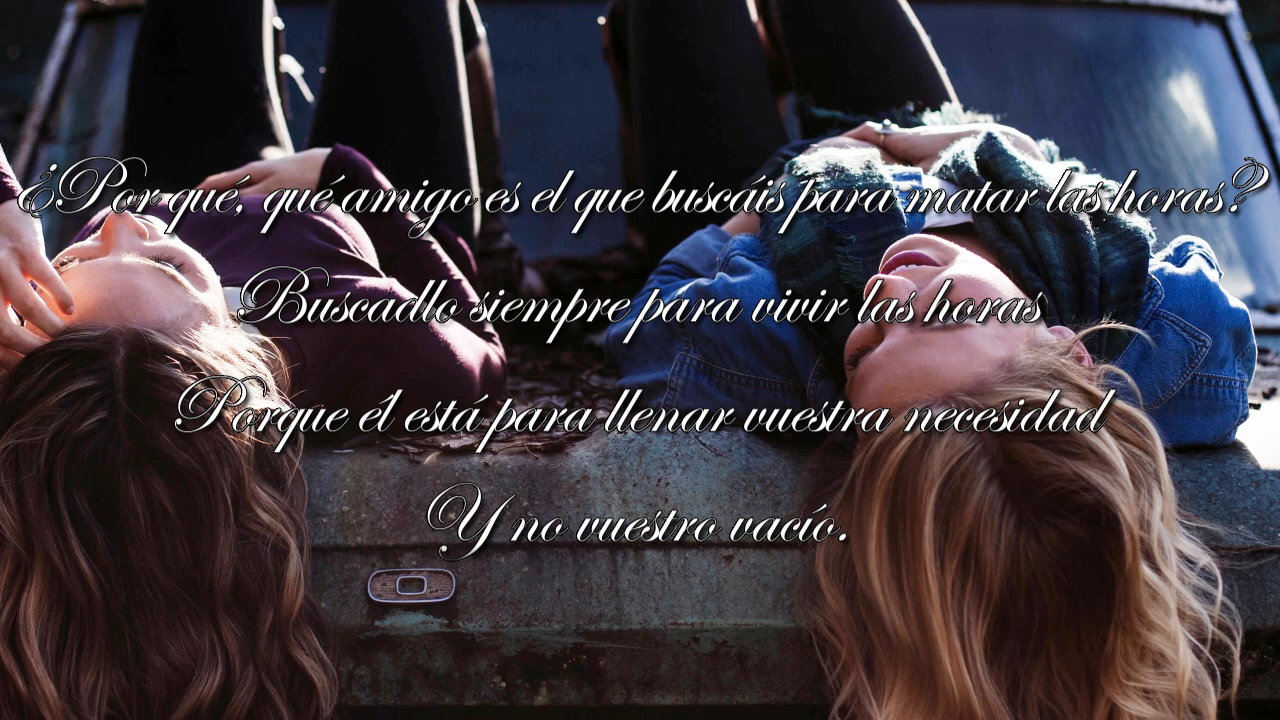 ¿Por qué, qué amigo es el que buscáis para matar las horas?
Buscadlo siempre para vivir las horas
Porque él está para llenar vuestra necesidad
Y no vuestro vacío.